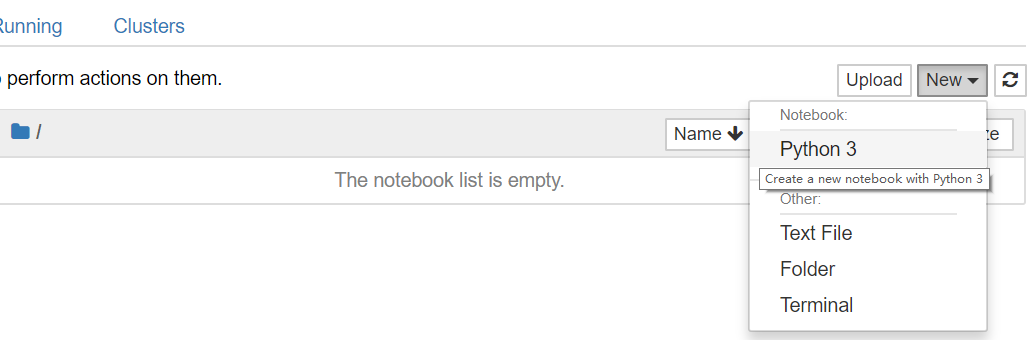 Running Clusters
perform actions on them.
Upload New
/
Name
Notebook:
Python 3
The notebook list is empty.
Create a new notebook with Python 3
Other:
Text File
Folder
Terminal